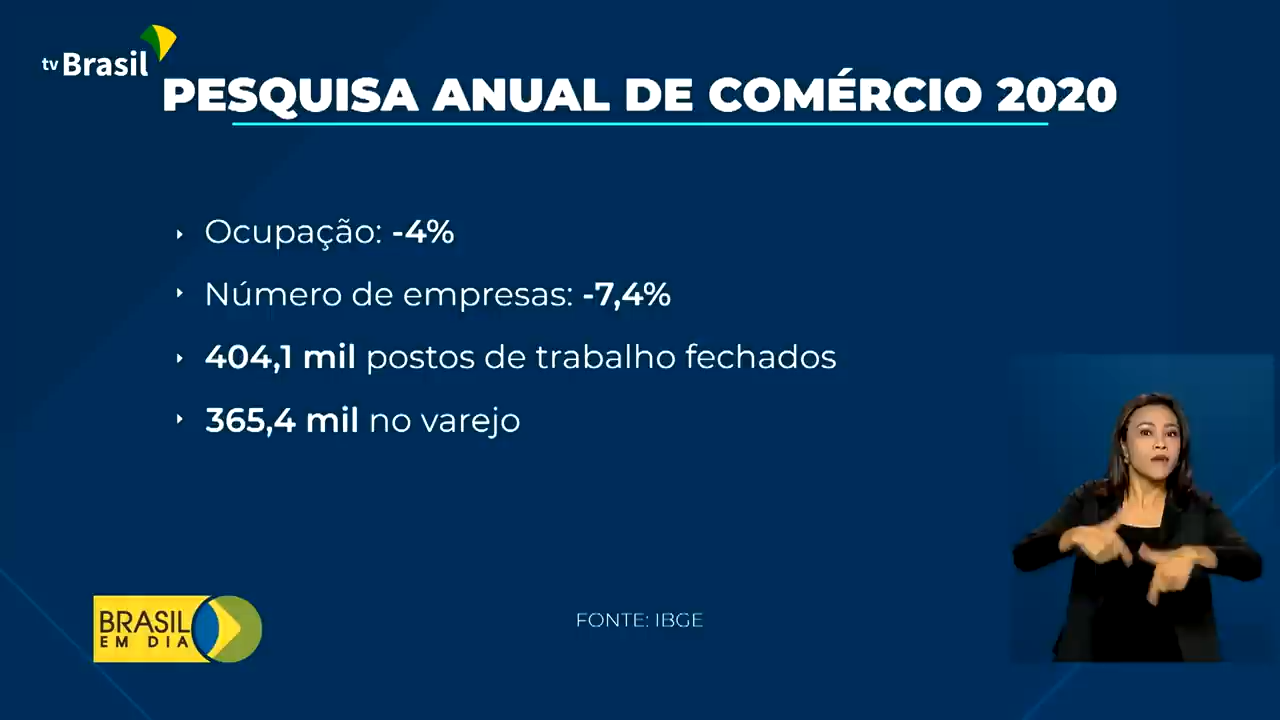 tv Brasil
PESQUISA ANUAL DE COMÉRCIO 2020
Ocupação: -4%
Número de empresas: -7,4%
404,1 mil postos de trabalho fechados
365,4 mil no varejo
BRASIL
EM DIA
FONTE: IBGE